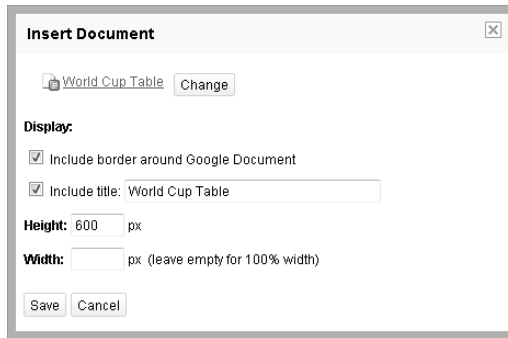 Insert Document
World Cup Table Change
Display:
Include border around Google Document
Include title: World Cup Table
Height: 600 px
Width: px (leave empty for 100% width)
Save Cancel